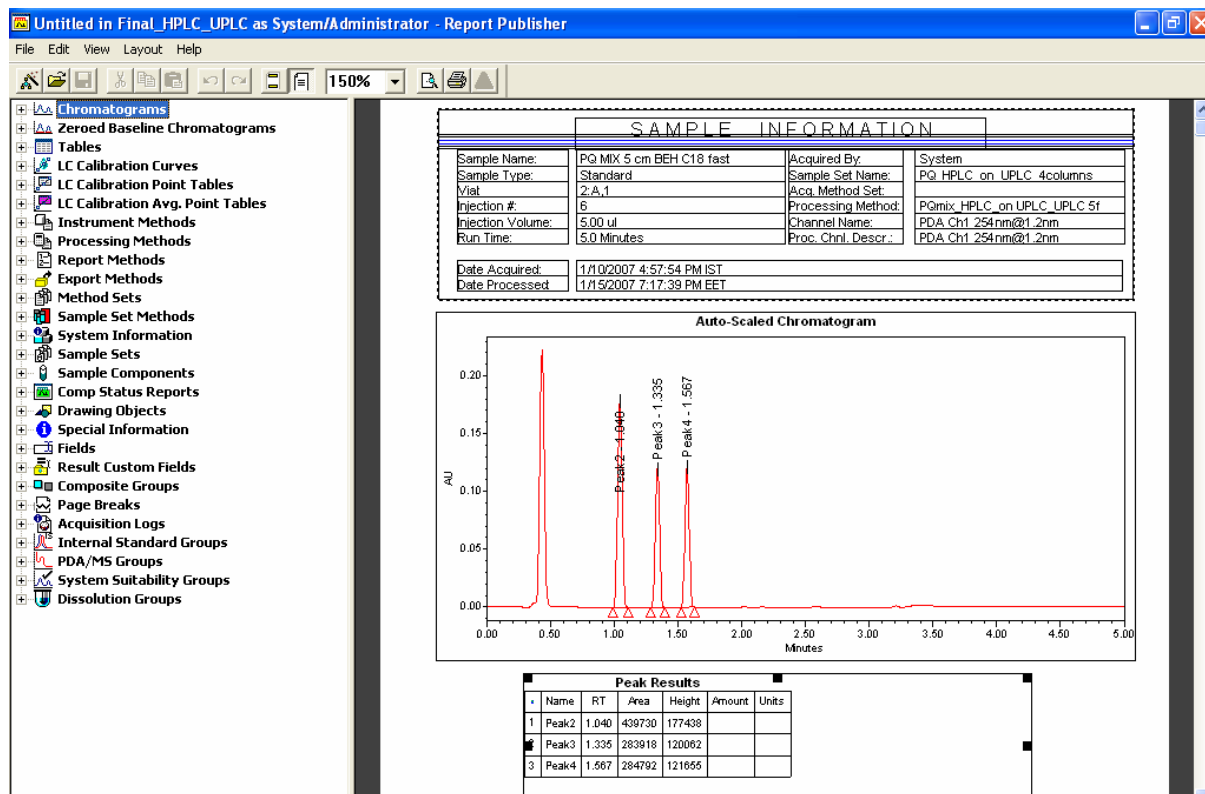 Untitled in Final_HPLC_UPLC as System/Administrator - Report Publisher
File Edit View Layout Help
150%
Chromatograms
Zeroed Baseline Chromatograms
Tables
LC Calibration Curves
LC Calibration Point Tables
LC Calibration Avg. Point Tables
Instrument Methods
Processing Methods
Report Methods
Export Methods
Method Sets
Sample Set Methods
System Information
Sample Sets
Sample Components
Comp Status Reports
Drawing Objects
Special Information
Fields
Result Custom Fields
Composite Groups
Page Breaks
Acquisition Logs
Internal Standard Groups
PDA/MS Groups
System Suitability Groups
Dissolution Groups
SAMPLE INFORMATION
Sample Name: PQ MIX 5 cm BEH C18 fast Acquired By: System
Sample Type: Standard Sample Set Name: PQ_HPLC_on_UPLC_4columns
Vial: 2:A,1 Acq. Method Set:
Injection #: 6 Processing Method: PQmix_HPLC_on UPLC_UPLC 5f
Injection Volume: 5.00 ul Channel Name: PDA Ch1 254nm@1.2nm
Run Time: 5.0 Minutes Proc. Chnl. Descr.: PDA Ch1 254nm@1.2nm
Date Acquired: 1/10/2007 4:57:54 PM IST
Date Processed: 1/15/2007 7:17:39 PM EET
Auto-Scaled Chromatogram
AU
0.20
0.15
0.10
0.05
0.00
Peak2 - 1.040
Peak3 - 1.335
Peak4 - 1.567
0.00 0.50 1.00 1.50 2.00 2.50 3.00 3.50 4.00 4.50 5.00
Minutes
Peak Results
Name RT Area Height Amount Units
1 Peak2 1.040 439730 177438
Peak3 1.335 283918 120062
3 Peak4 1.567 284792 121655